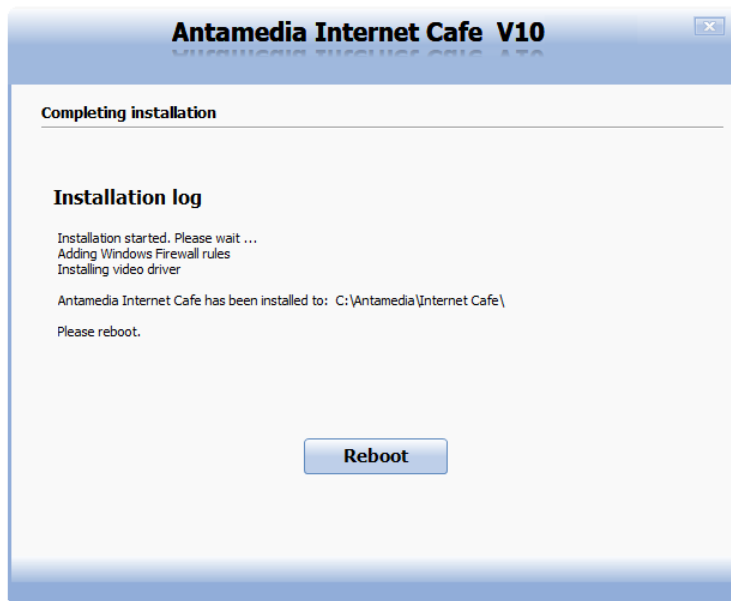 Antamedia Internet Cafe V10
Completing installation
Installation log
Installation started. Please wait ...
Adding Windows Firewall rules
Installing video driver
Antamedia Internet Cafe has been installed to: C:\Antamedia\Internet Cafe\
Please reboot.
Reboot